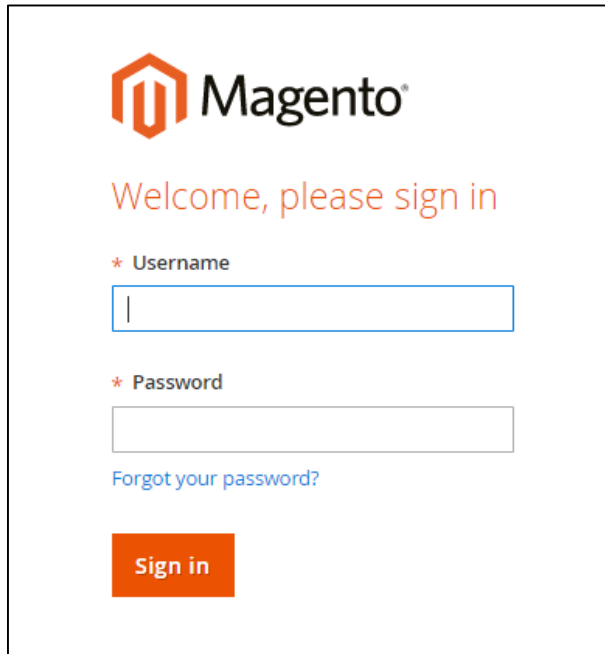 Magento®
Welcome, please sign in
* Username
* Password
Forgot your password?
Sign in